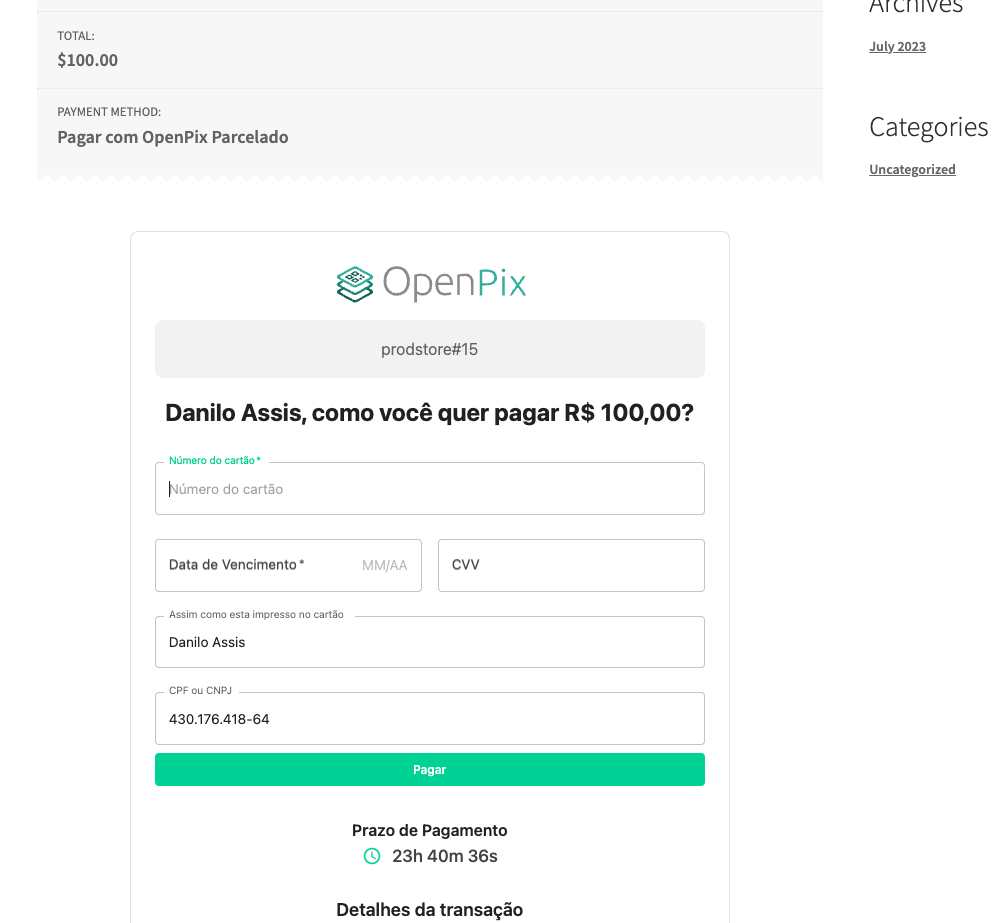 TOTAL:
$100.00
PAYMENT METHOD:
Pagar com OpenPix Parcelado
Archives
July 2023
Categories
Uncategorized
OpenPix
prodstore#15
Danilo Assis, como você quer pagar R$ 100,00?
Número do cartão *
Número do cartão
Data de Vencimento * MM/AA
CVV
Assim como esta impresso no cartão
Danilo Assis
CPF ou CNPJ
430.176.418-64
Pagar
Prazo de Pagamento
23h 40m 36s
Detalhes da transação